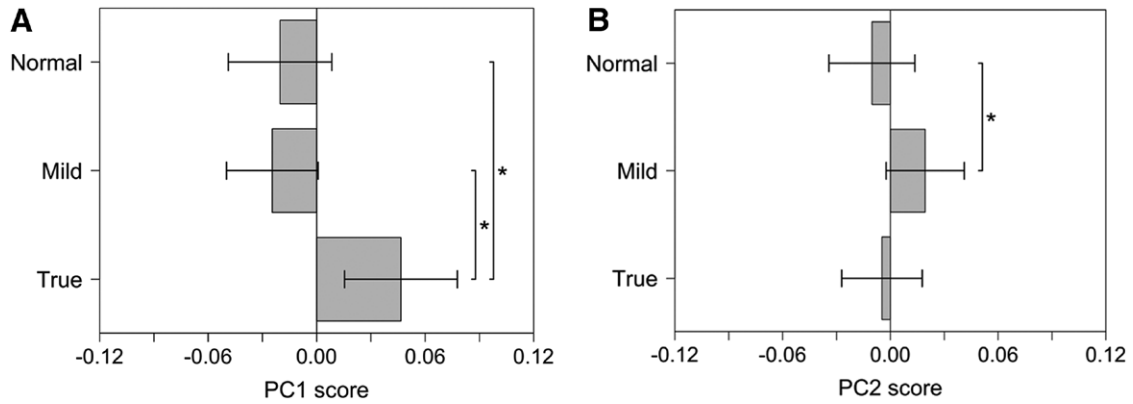 A
Normal
Mild
True
*
*
-0.12
-0.06
0.00
0.06
0.12
PC1 score
B
Normal
Mild
True
*
-0.12
-0.06
0.00
0.06
0.12
PC2 score